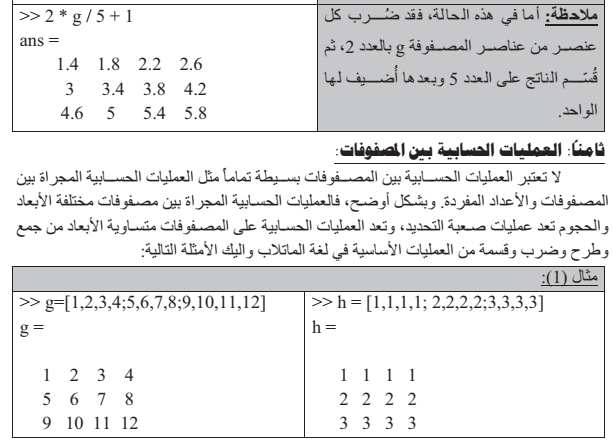 >> 2 * g / 5 + 1
ans =
1.4 1.8 2.2 2.6
3 3.4 3.8 4.2
4.6 5 5.4 5.8
ملاحظة: أما في هذه الحالة، فقد ضُرب كل
عنصر من عناصر المصفوفة g بالعدد 2، ثم
قُسّم الناتج على العدد 5 وبعدها أُضيف لها
الواحد.
ثامناً: العمليات الحسابية بين المصفوفات:
لا تعتبر العمليات الحسابية بين المصفوفات بسيطة تماماً مثل العمليات الحسابية المجراة بين
المصفوفات والأعداد المفردة. وبشكل أوضح، فالعمليات الحسابية المجراة بين مصفوفات مختلفة الأبعاد
والحجوم تعد عمليات صعبة التحديد، وتعد العمليات الحسابية على المصفوفات متساوية الأبعاد من جمع
وطرح وضرب وقسمة من العمليات الأساسية في لغة الماتلاب واليك الأمثلة التالية:
مثال (1):
>> g=[1,2,3,4;5,6,7,8;9,10,11,12]
g =
1 2 3 4
5 6 7 8
9 10 11 12
>> h = [1,1,1,1; 2,2,2,2;3,3,3,3]
h =
1 1 1 1
2 2 2 2
3 3 3 3